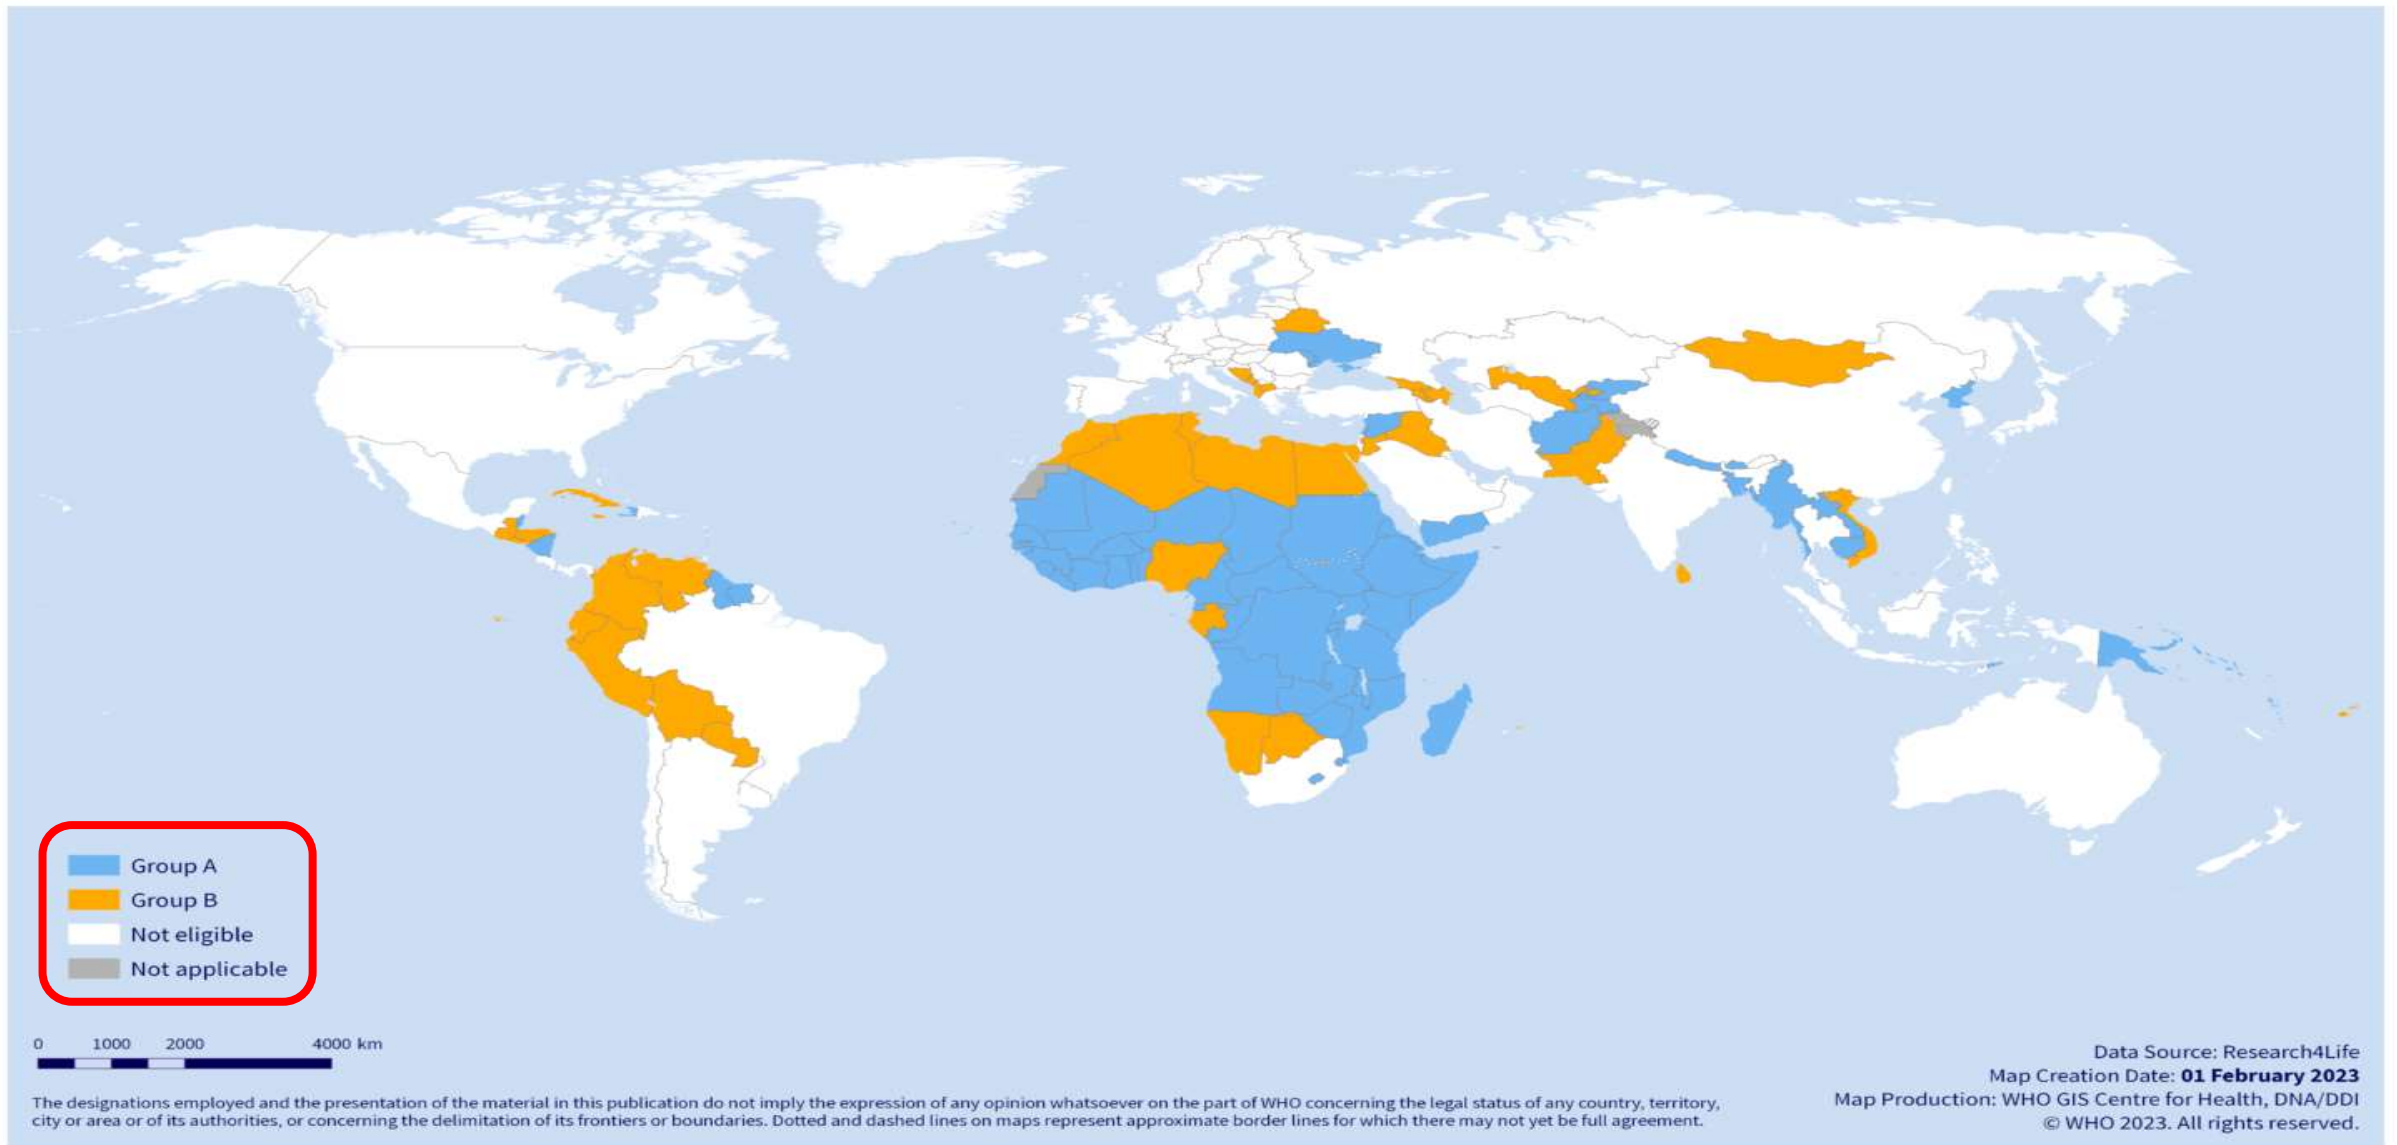 Group A
Group B
Not eligible
Not applicable
0 1000 2000 4000 km
Data Source: Research4Life
Map Creation Date: 01 February 2023
Map Production: WHO GIS Centre for Health, DNA/DDI
© WHO 2023. All rights reserved.
The designations employed and the presentation of the material in this publication do not imply the expression of any opinion whatsoever on the part of WHO concerning the legal status of any country, territory,
city or area or of its authorities, or concerning the delimitation of its frontiers or boundaries. Dotted and dashed lines on maps represent approximate border lines for which there may not yet be full agreement.